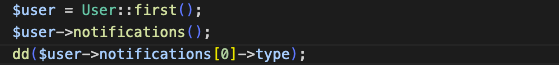 $user = User::first();
$user->notifications();
dd($user->notifications[0]->type);